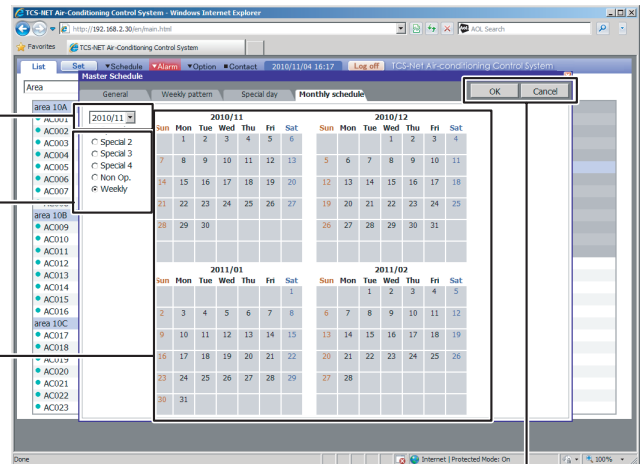 TCS-NET Air-Conditioning Control System - Windows Internet Explorer
http://192.168.2.30/en/main.html
AOL Search
Favorites TCS-NET Air-Conditioning Control System
List Set ▼Schedule ▼Alarm ▼Option ■Contact 2010/11/04 16:17 Log off TCS-Net Air-conditioning Control System
Master Schedule
Area
General Weekly pattern Special day Monthly schedule
OK Cancel
area 10A
AC001
AC002
AC003
AC004
AC005
AC006
AC007
area 10B
AC009
AC010
AC011
AC012
AC013
AC014
AC015
AC016
area 10C
AC017
AC018
AC019
AC020
AC021
AC022
AC023
2010/11
Special 2
Special 3
Special 4
Non Op.
Weekly
2010/11
Sun Mon Tue Wed Thu Fri Sat
1 2 3 4 5 6
7 8 9 10 11 12 13
14 15 16 17 18 19 20
21 22 23 24 25 26 27
28 29 30
2010/12
Sun Mon Tue Wed Thu Fri Sat
1 2 3 4
5 6 7 8 9 10 11
12 13 14 15 16 17 18
19 20 21 22 23 24 25
26 27 28 29 30 31
2011/01
Sun Mon Tue Wed Thu Fri Sat
1
2 3 4 5 6 7 8
9 10 11 12 13 14 15
16 17 18 19 20 21 22
23 24 25 26 27 28 29
30 31
2011/02
Sun Mon Tue Wed Thu Fri Sat
1 2 3 4 5
6 7 8 9 10 11 12
13 14 15 16 17 18 19
20 21 22 23 24 25 26
27 28
Done
Internet | Protected Mode: On
100%